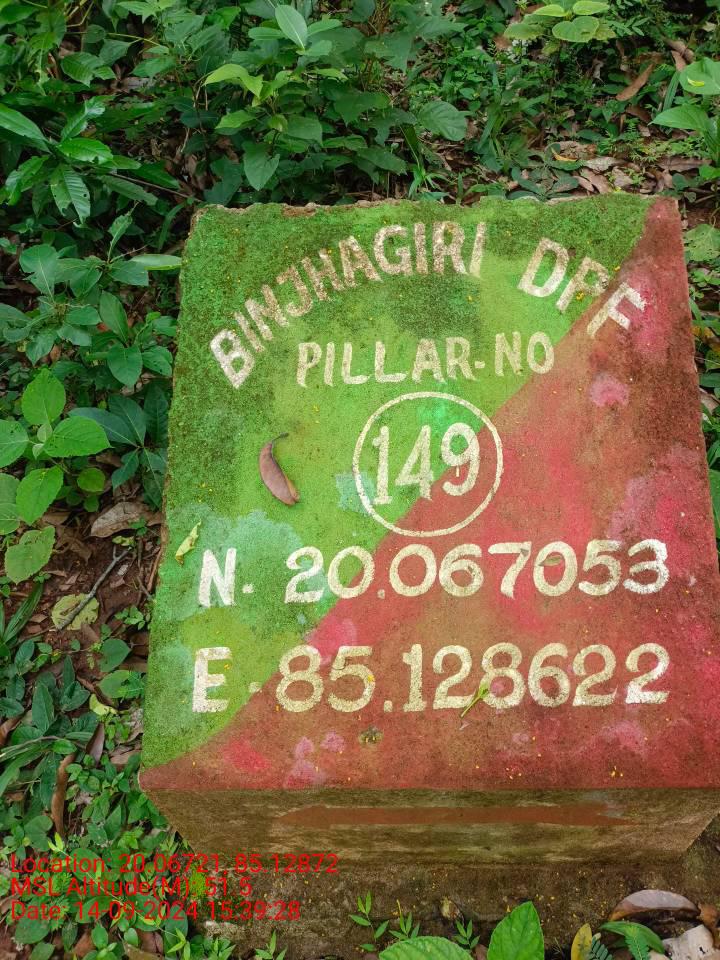 BINJHAGIRI DPF
PILLAR-NO
149
N- 20.067053
E-85.128622
Location: 20.06721, 85.12872
MSL Altitude(M): 51.5
Date: 14-09-2024 15:39:28